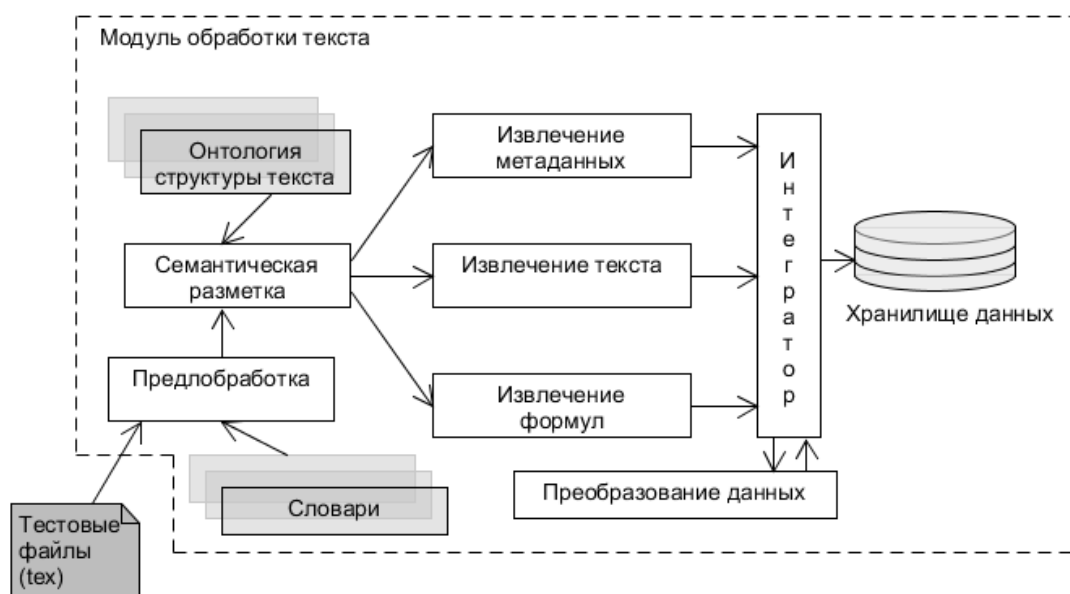 Модуль обработки текста
Онтология
структуры текста
Извлечение
метаданных
Интегратор
Семантическая
разметка
Извлечение текста
Хранилище данных
Предлобработка
Извлечение
формул
Преобразование данных
Словари
Тестовые
файлы
(tex)